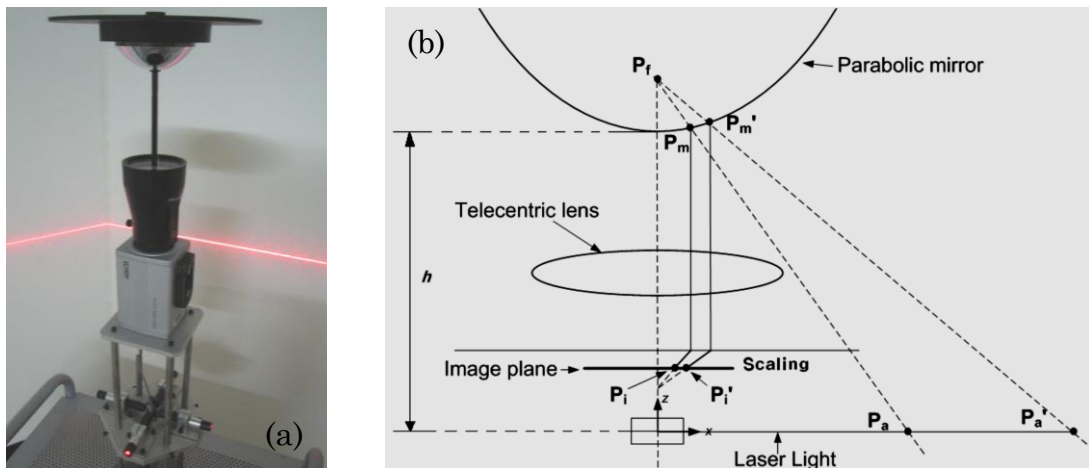 (a)
(b)
Pf
Parabolic mirror
Pm
Pm'
Telecentric lens
h
Image plane
Scaling
Pi
Pi'
z
x
Pa
Pa'
Laser Light